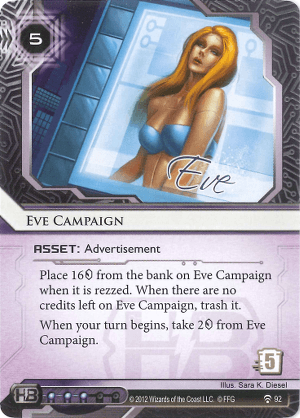 5
Eve
EVE CAMPAIGN
ASSET: Advertisement
Place 16 from the bank on Eve Campaign
when it is rezzed. When there are no
credits left on Eve Campaign, trash it.
When your turn begins, take 2 from Eve
Campaign.
5
Illus. Sara K. Diesel
HB
© 2012 Wizards of the Coast LLC. © FFG
92